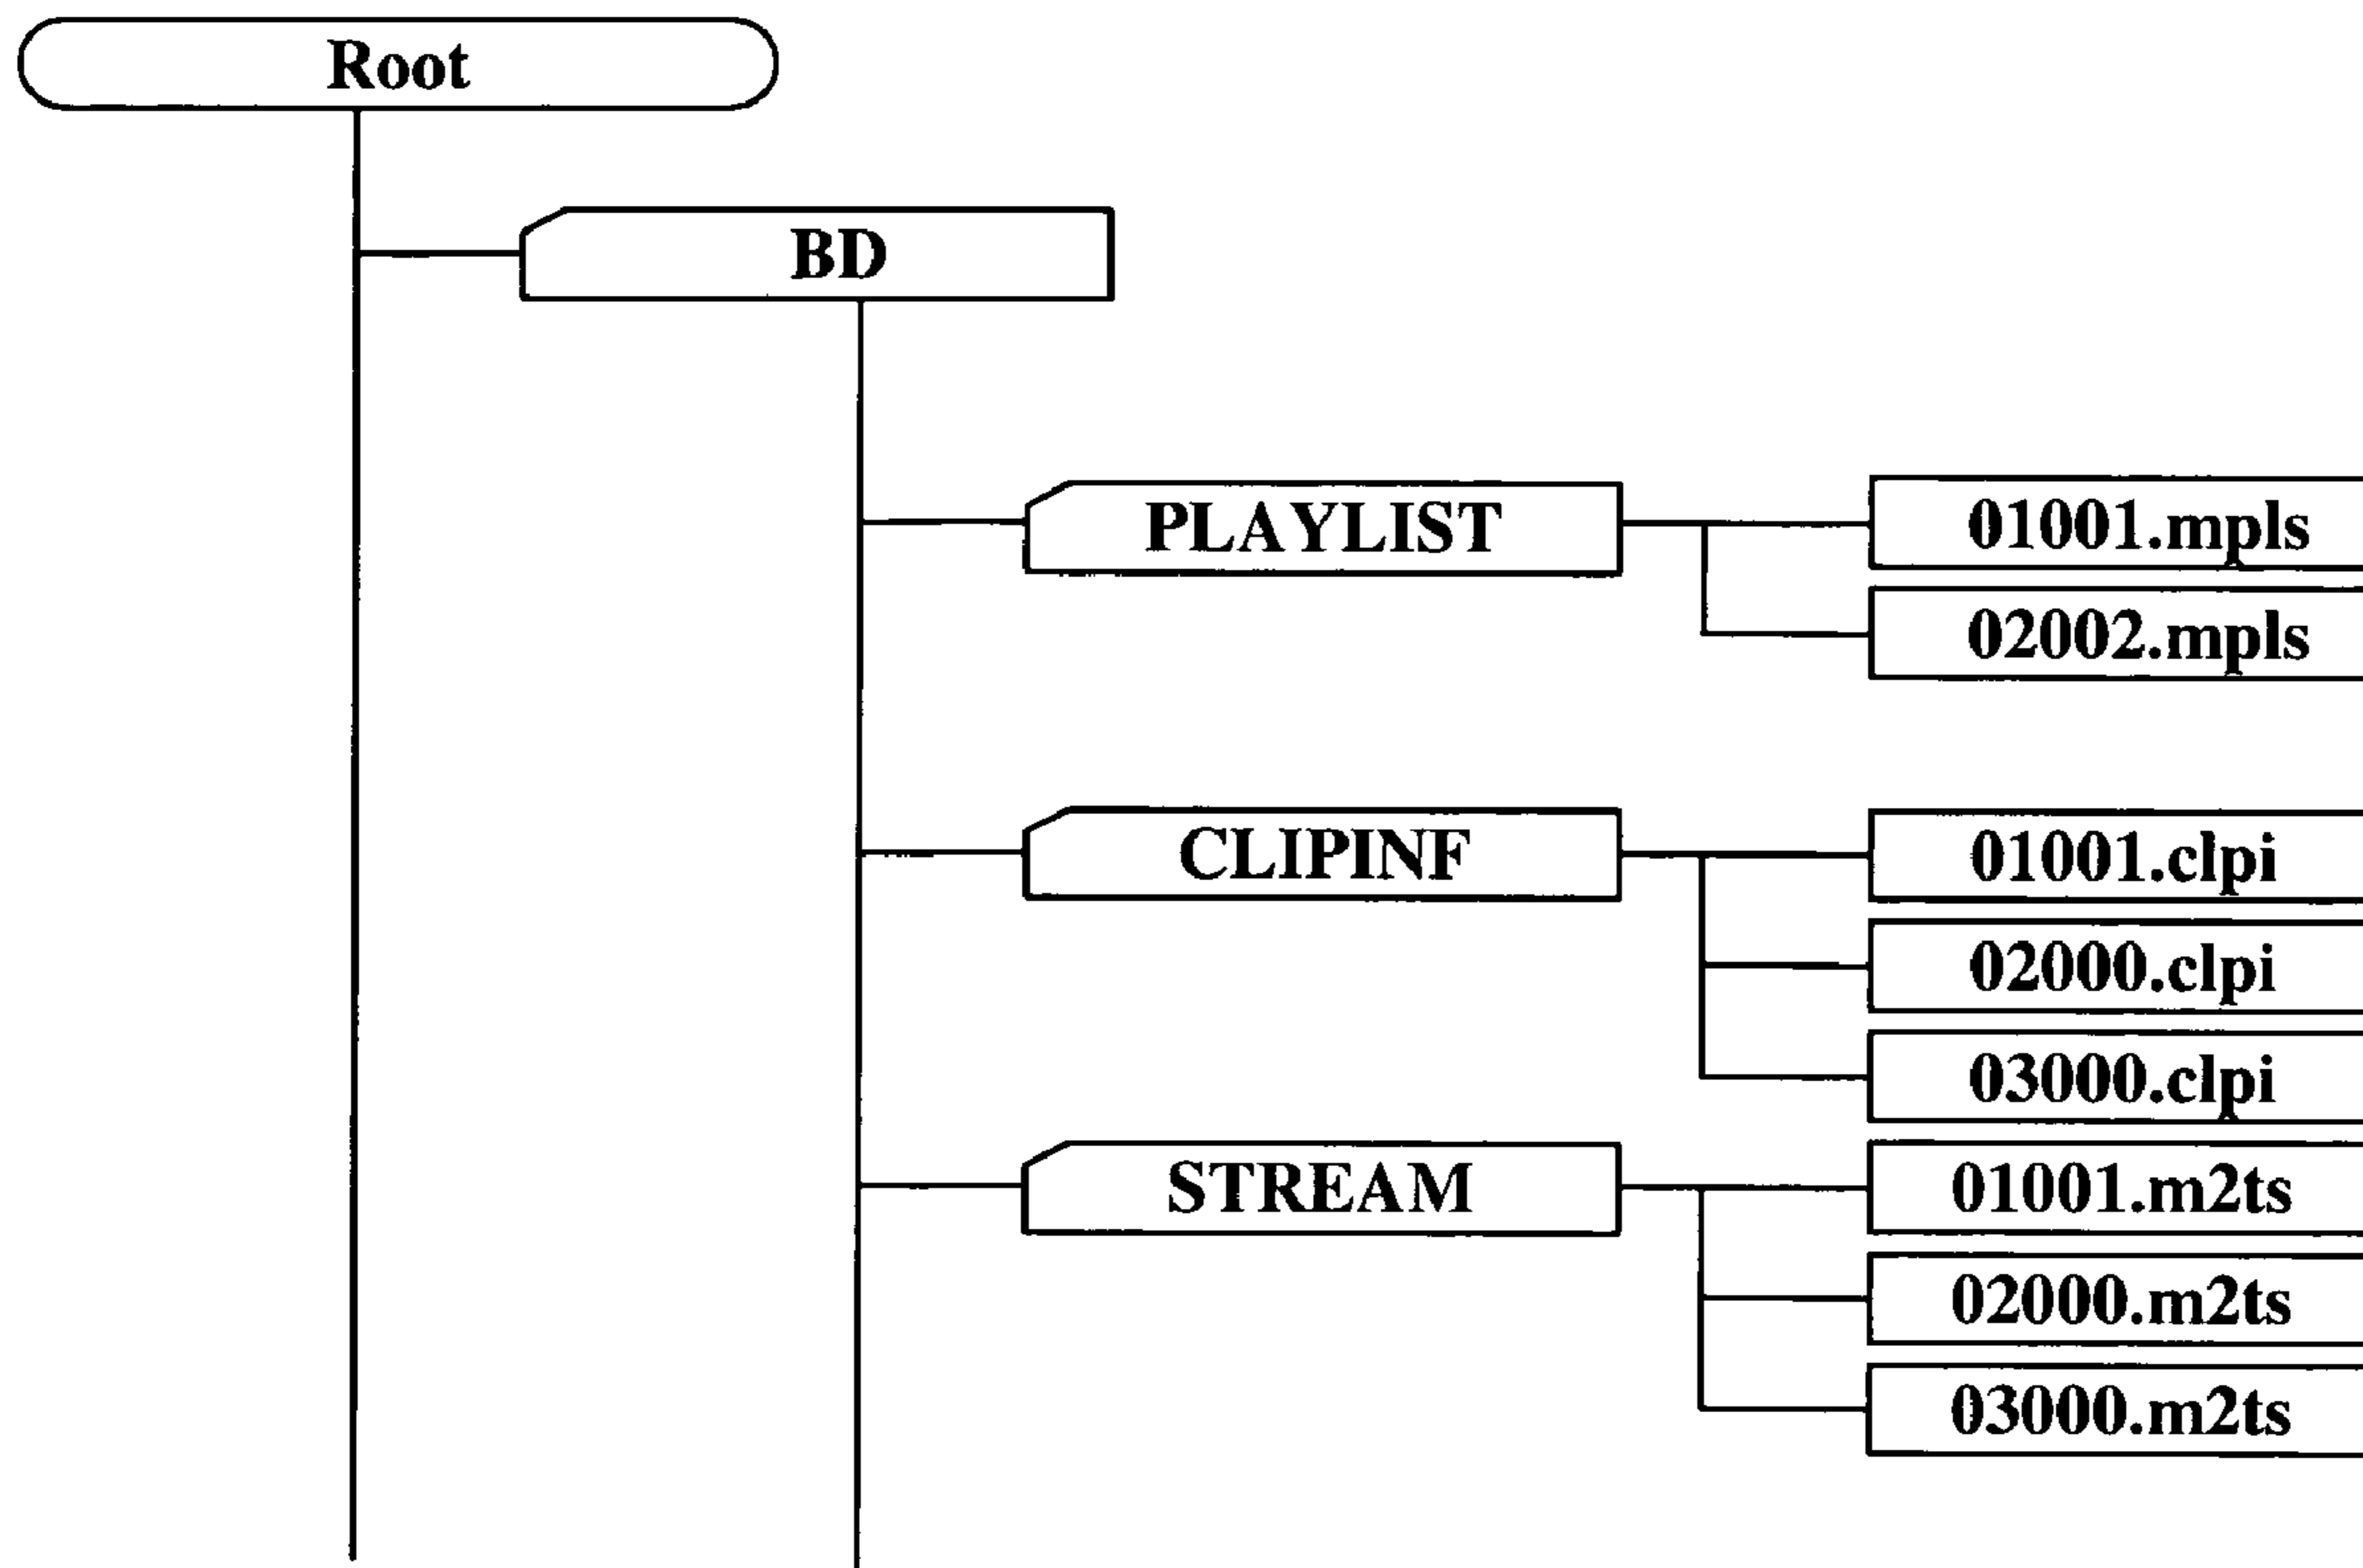 Root
BD
PLAYLIST
01001.mpls
02002.mpls
CLIPINF
01001.clpi
02000.clpi
03000.clpi
STREAM
01001.m2ts
02000.m2ts
03000.m2ts